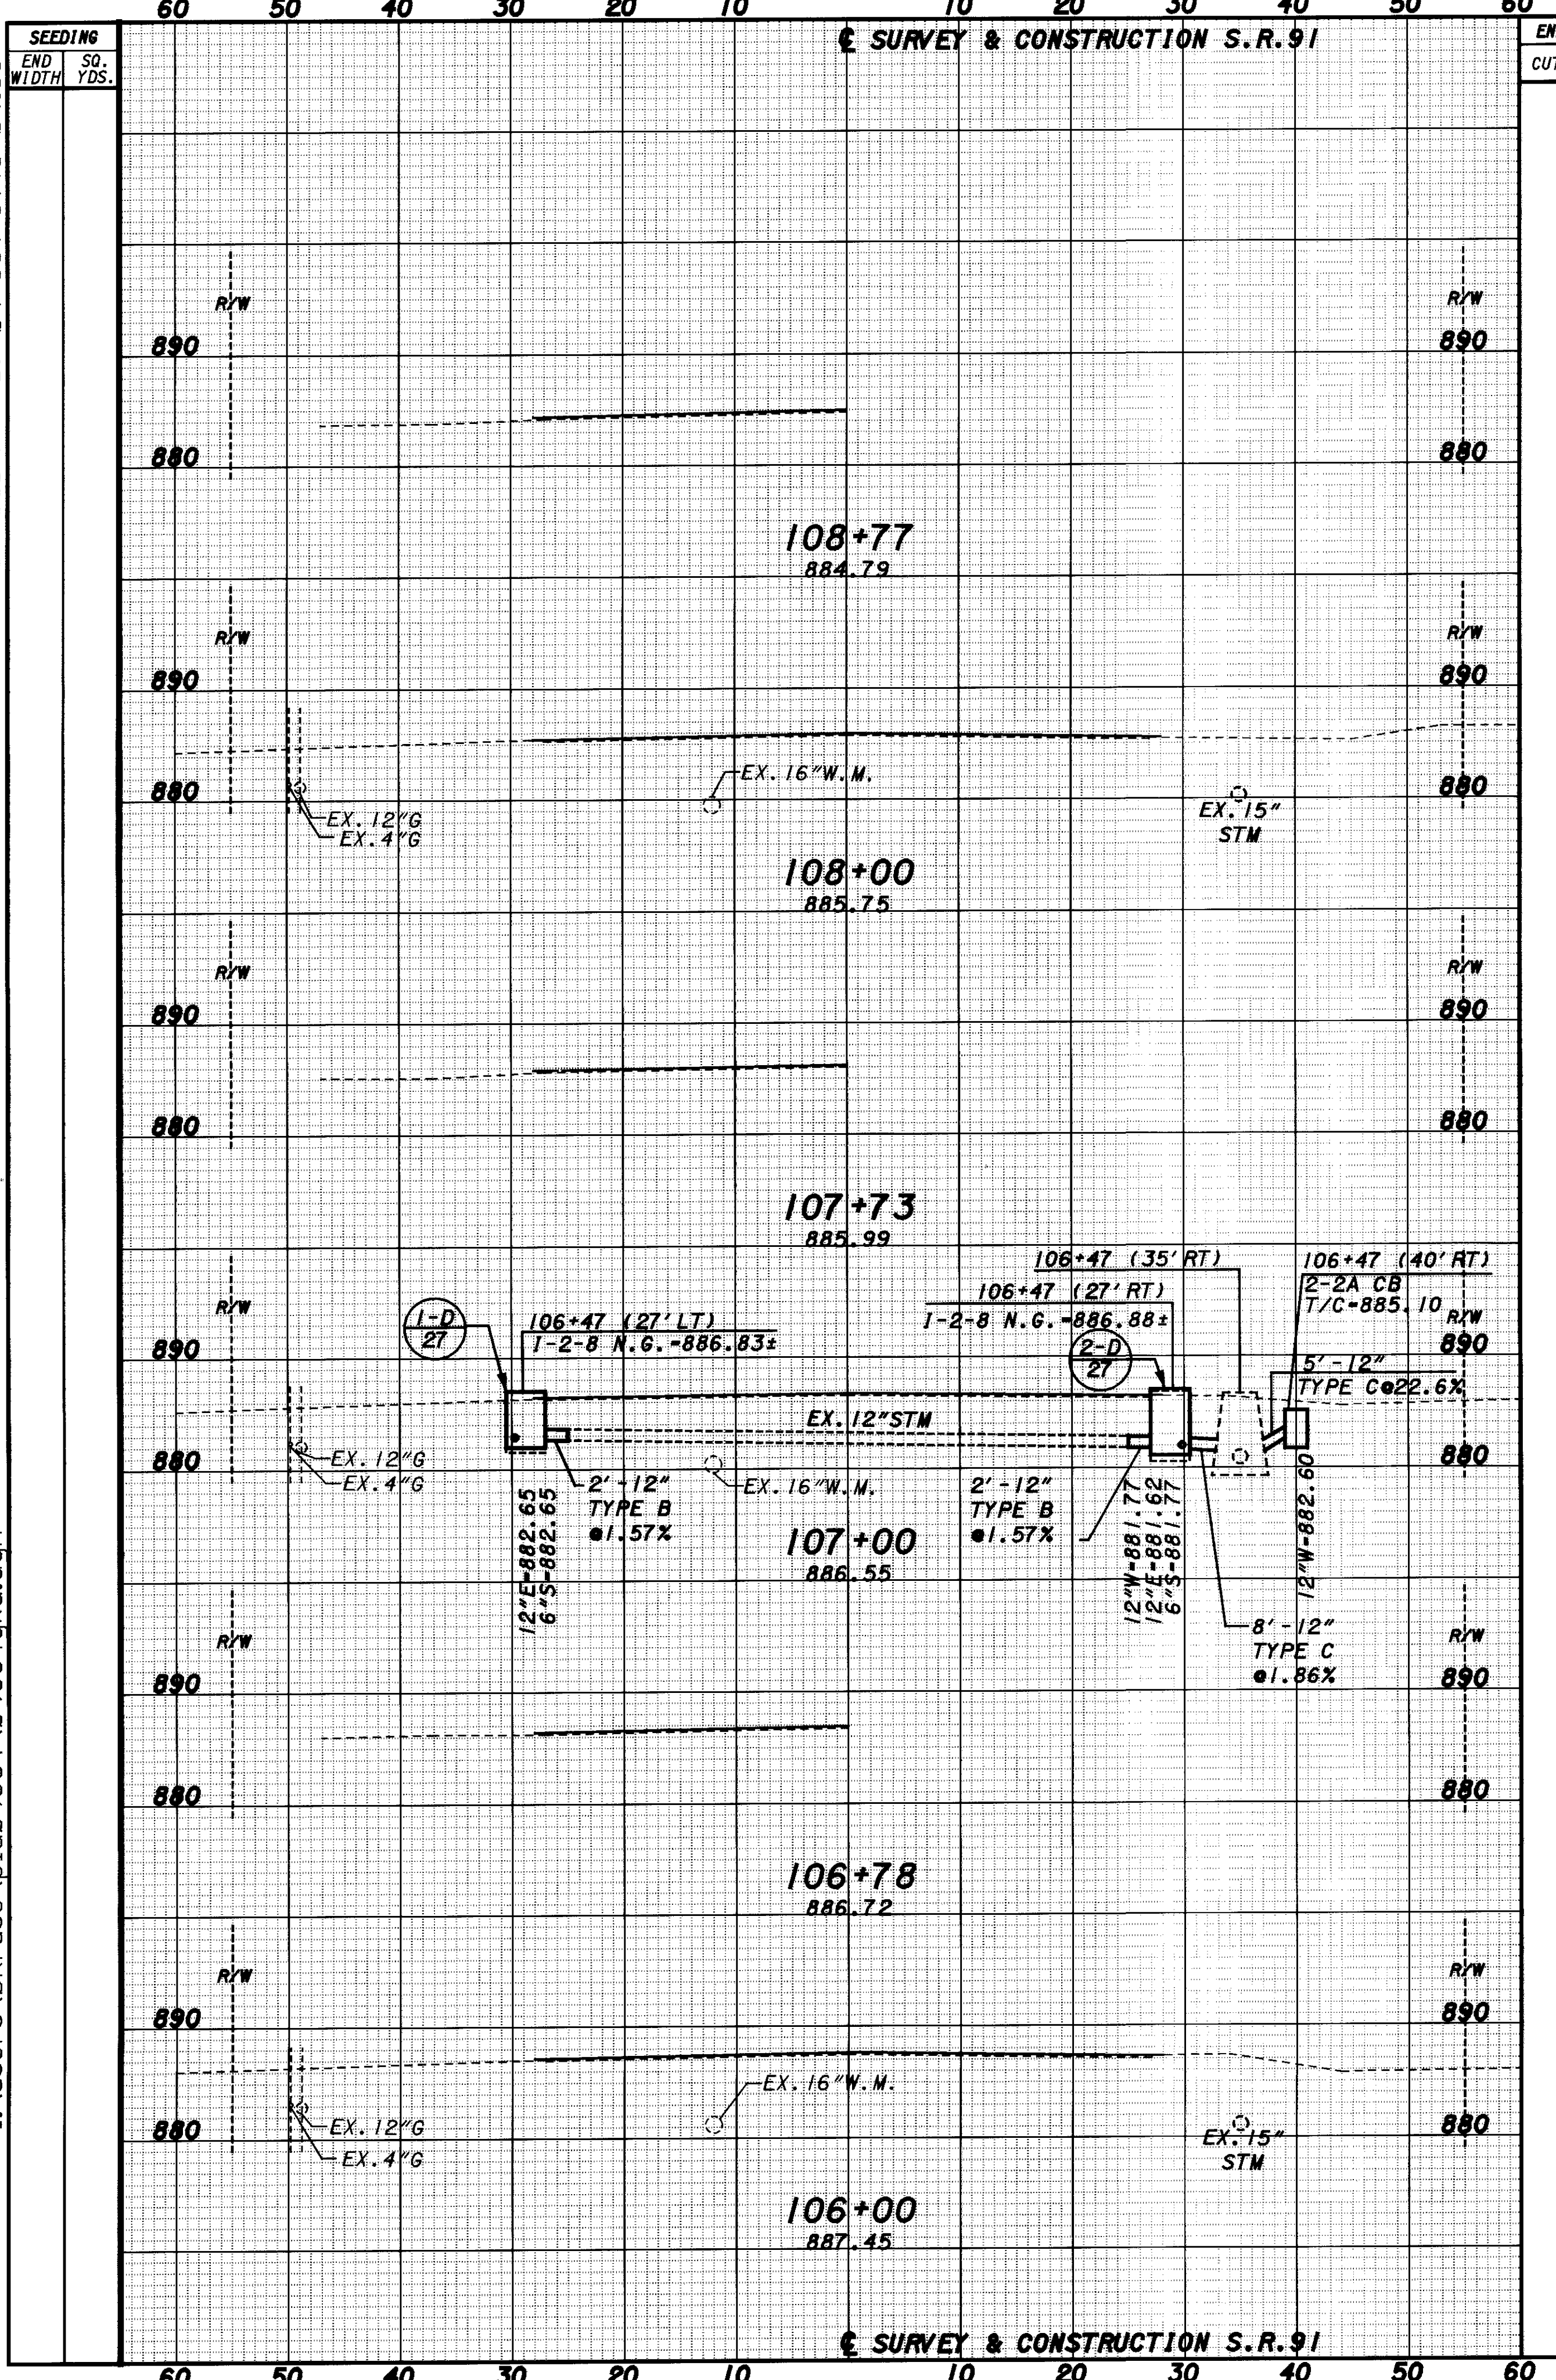 60 50 40 30 20 10 10 20 30 40 50 60
SEEDING
END WIDTH
SQ. YDS.
℄ SURVEY & CONSTRUCTION S.R.91
CUT
R/W
R/W
890
890
880
880
108+77
884.79
R/W
R/W
890
890
EX. 16"W.M.
880
880
EX. 12"G
EX. 4"G
EX. 15"
STM
108+00
885.75
R/W
R/W
890
890
880
880
107+73
885.99
106+47 (35' RT)
106+47 (40' RT)
2-2A CB
T/C=885.10
106+47 (27' RT)
1-2-8 N.G.=886.88±
R/W
R/W
1-D
27
106+47 (27' LT)
1-2-8 N.G.=886.83±
2-D
27
890
890
5'-12"
TYPE C@22.6%
EX. 12"STM
880
880
EX. 12"G
EX. 4"G
EX. 16"W.M.
2'-12"
TYPE B
@1.57%
2'-12"
TYPE B
@1.57%
12"E=882.65
6"S=882.65
12"W=881.77
12"E=881.62
6"S=881.77
12"W=882.60
107+00
886.55
8'-12"
TYPE C
@1.86%
R/W
R/W
890
890
880
880
106+78
886.72
R/W
R/W
890
890
EX. 16"W.M.
880
880
EX. 12"G
EX. 4"G
EX. 15"
STM
106+00
887.45
℄ SURVEY & CONSTRUCTION S.R.91
60 50 40 30 20 10 10 20 30 40 50 60